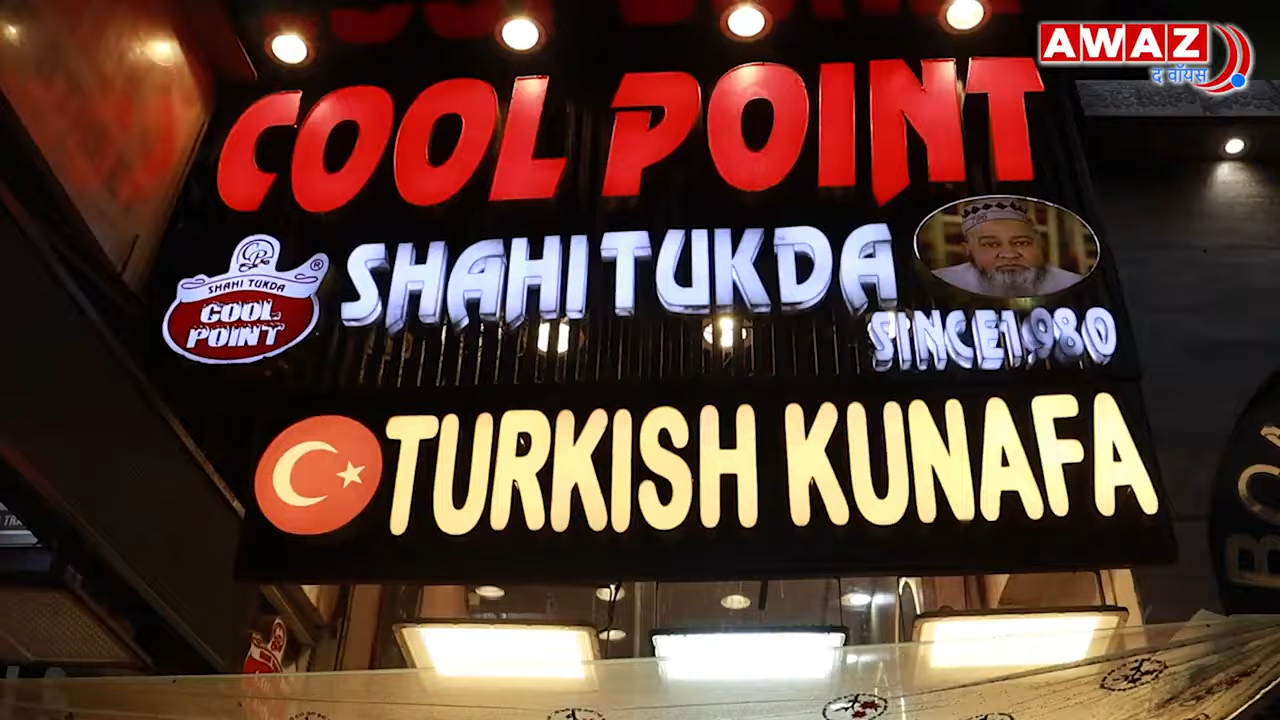 AWAZ
द वॉयस
COOL POINT
SHAHI TUKDA
SINCE 1980
SHAHI TUKDA
®
COOL
POINT
TURKISH KUNAFA